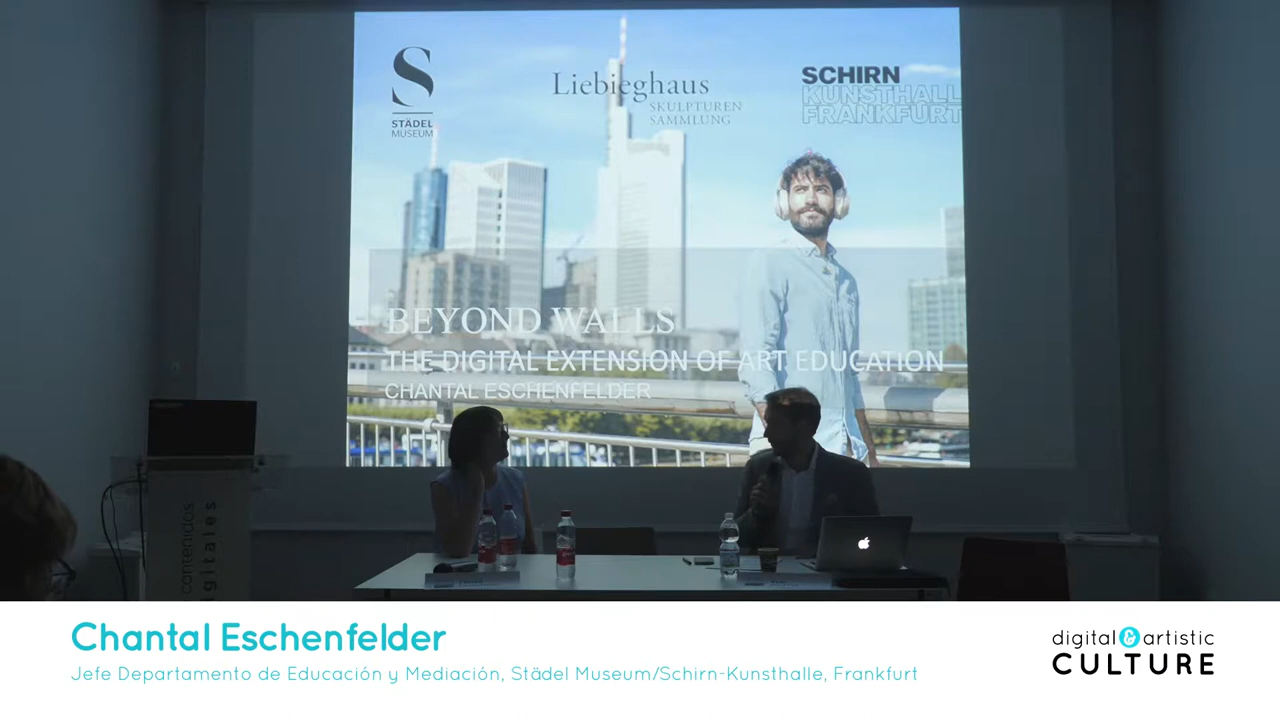 S
STÄDEL
MUSEUM
Liebieghaus
SKULPTUREN
SAMMLUNG
SCHIRN
KUNSTHALL
FRANKFURT
BEYOND WALLS
THE DIGITAL EXTENSION OF ART EDUCATION
CHANTAL ESCHENFELDER
contenidos
digitales
Chantal Eschenfelder
Jefe Departamento de Educación y Mediación, Städel Museum/Schirn-Kunsthalle, Frankfurt
digital & artistic
CULTURE